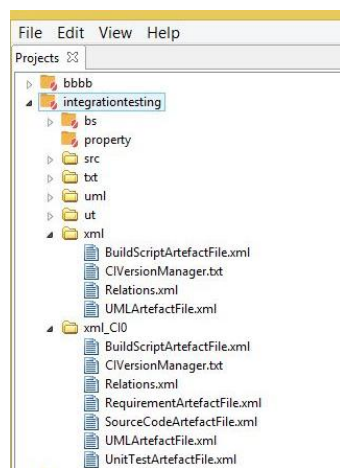 File Edit View Help
Projects
bbbb
integrationtesting
bs
property
src
txt
uml
ut
xml
BuildScriptArtefactFile.xml
CIVersionManager.txt
Relations.xml
UMLArtefactFile.xml
xml_CI0
BuildScriptArtefactFile.xml
CIVersionManager.txt
Relations.xml
RequirementArtefactFile.xml
SourceCodeArtefactFile.xml
UMLArtefactFile.xml
UnitTestArtefactFile.xml